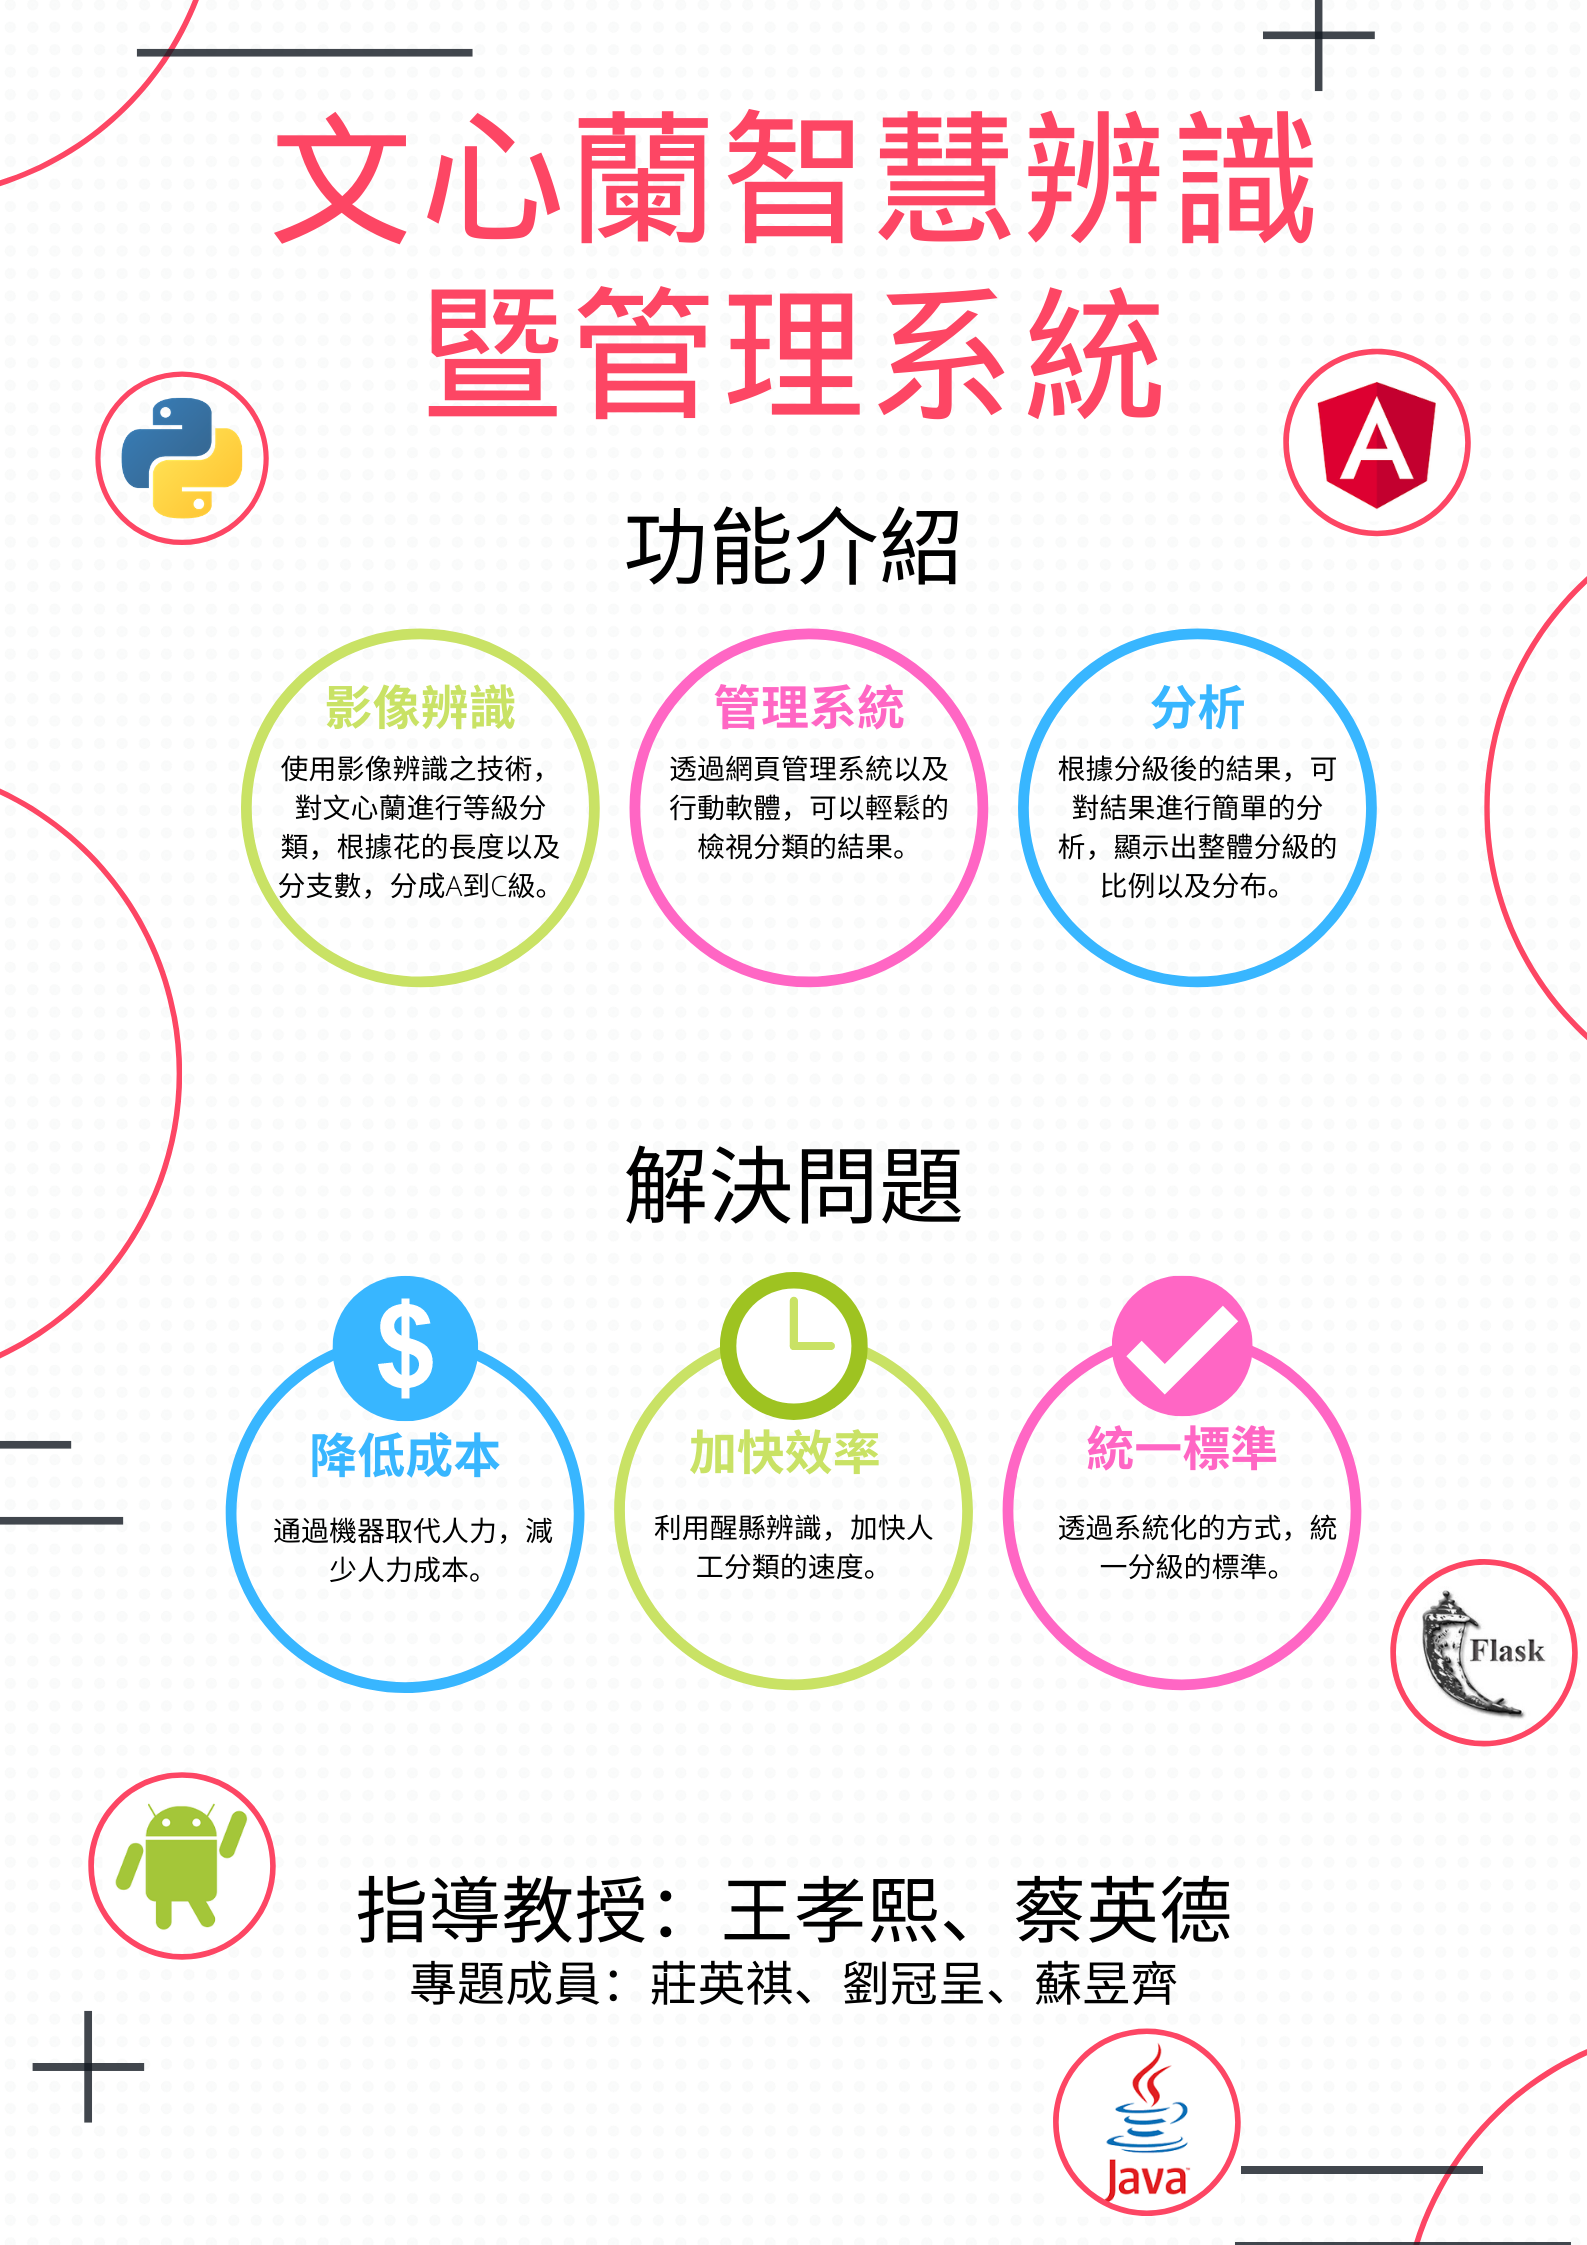 文心蘭智慧辨識
暨管理系統
功能介紹
影像辨識
使用影像辨識之技術，
對文心蘭進行等級分
類，根據花的長度以及
分支數，分成A到C級。
管理系統
透過網頁管理系統以及
行動軟體，可以輕鬆的
檢視分類的結果。
分析
根據分級後的結果，可
對結果進行簡單的分
析，顯示出整體分級的
比例以及分布。
解決問題
$
降低成本
通過機器取代人力，減
少人力成本。
加快效率
利用醒縣辨識，加快人
工分類的速度。
統一標準
透過系統化的方式，統
一分級的標準。
Flask
指導教授：王孝熙、蔡英德
專題成員：莊英祺、劉冠呈、蘇昱齊
Java